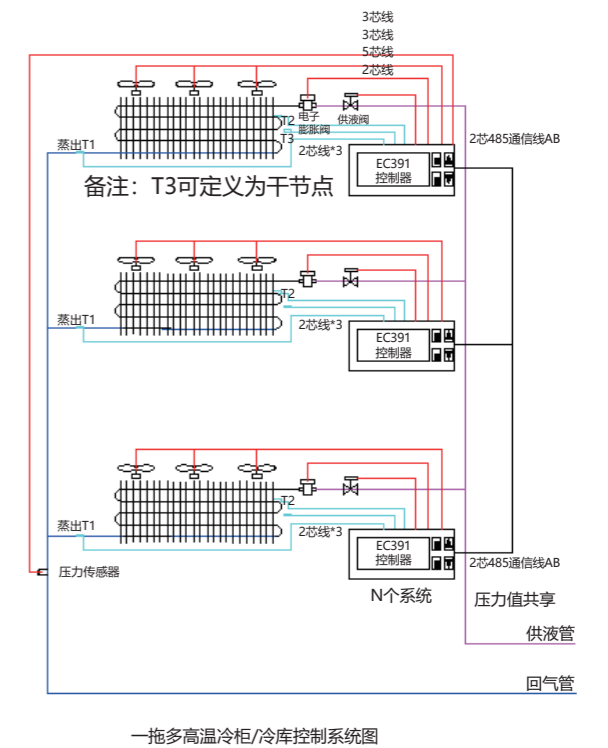 3芯线
3芯线
5芯线
2芯线
电子
膨胀阀
供液阀
T2
T3
蒸出T1
2芯线*3
2芯485通信线AB
EC391
控制器
备注：T3可定义为干节点
T2
蒸出T1
2芯线*3
EC391
控制器
T2
蒸出T1
2芯线*3
EC391
控制器
2芯485通信线AB
压力传感器
N个系统
压力值共享
供液管
回气管
一拖多高温冷柜/冷库控制系统图